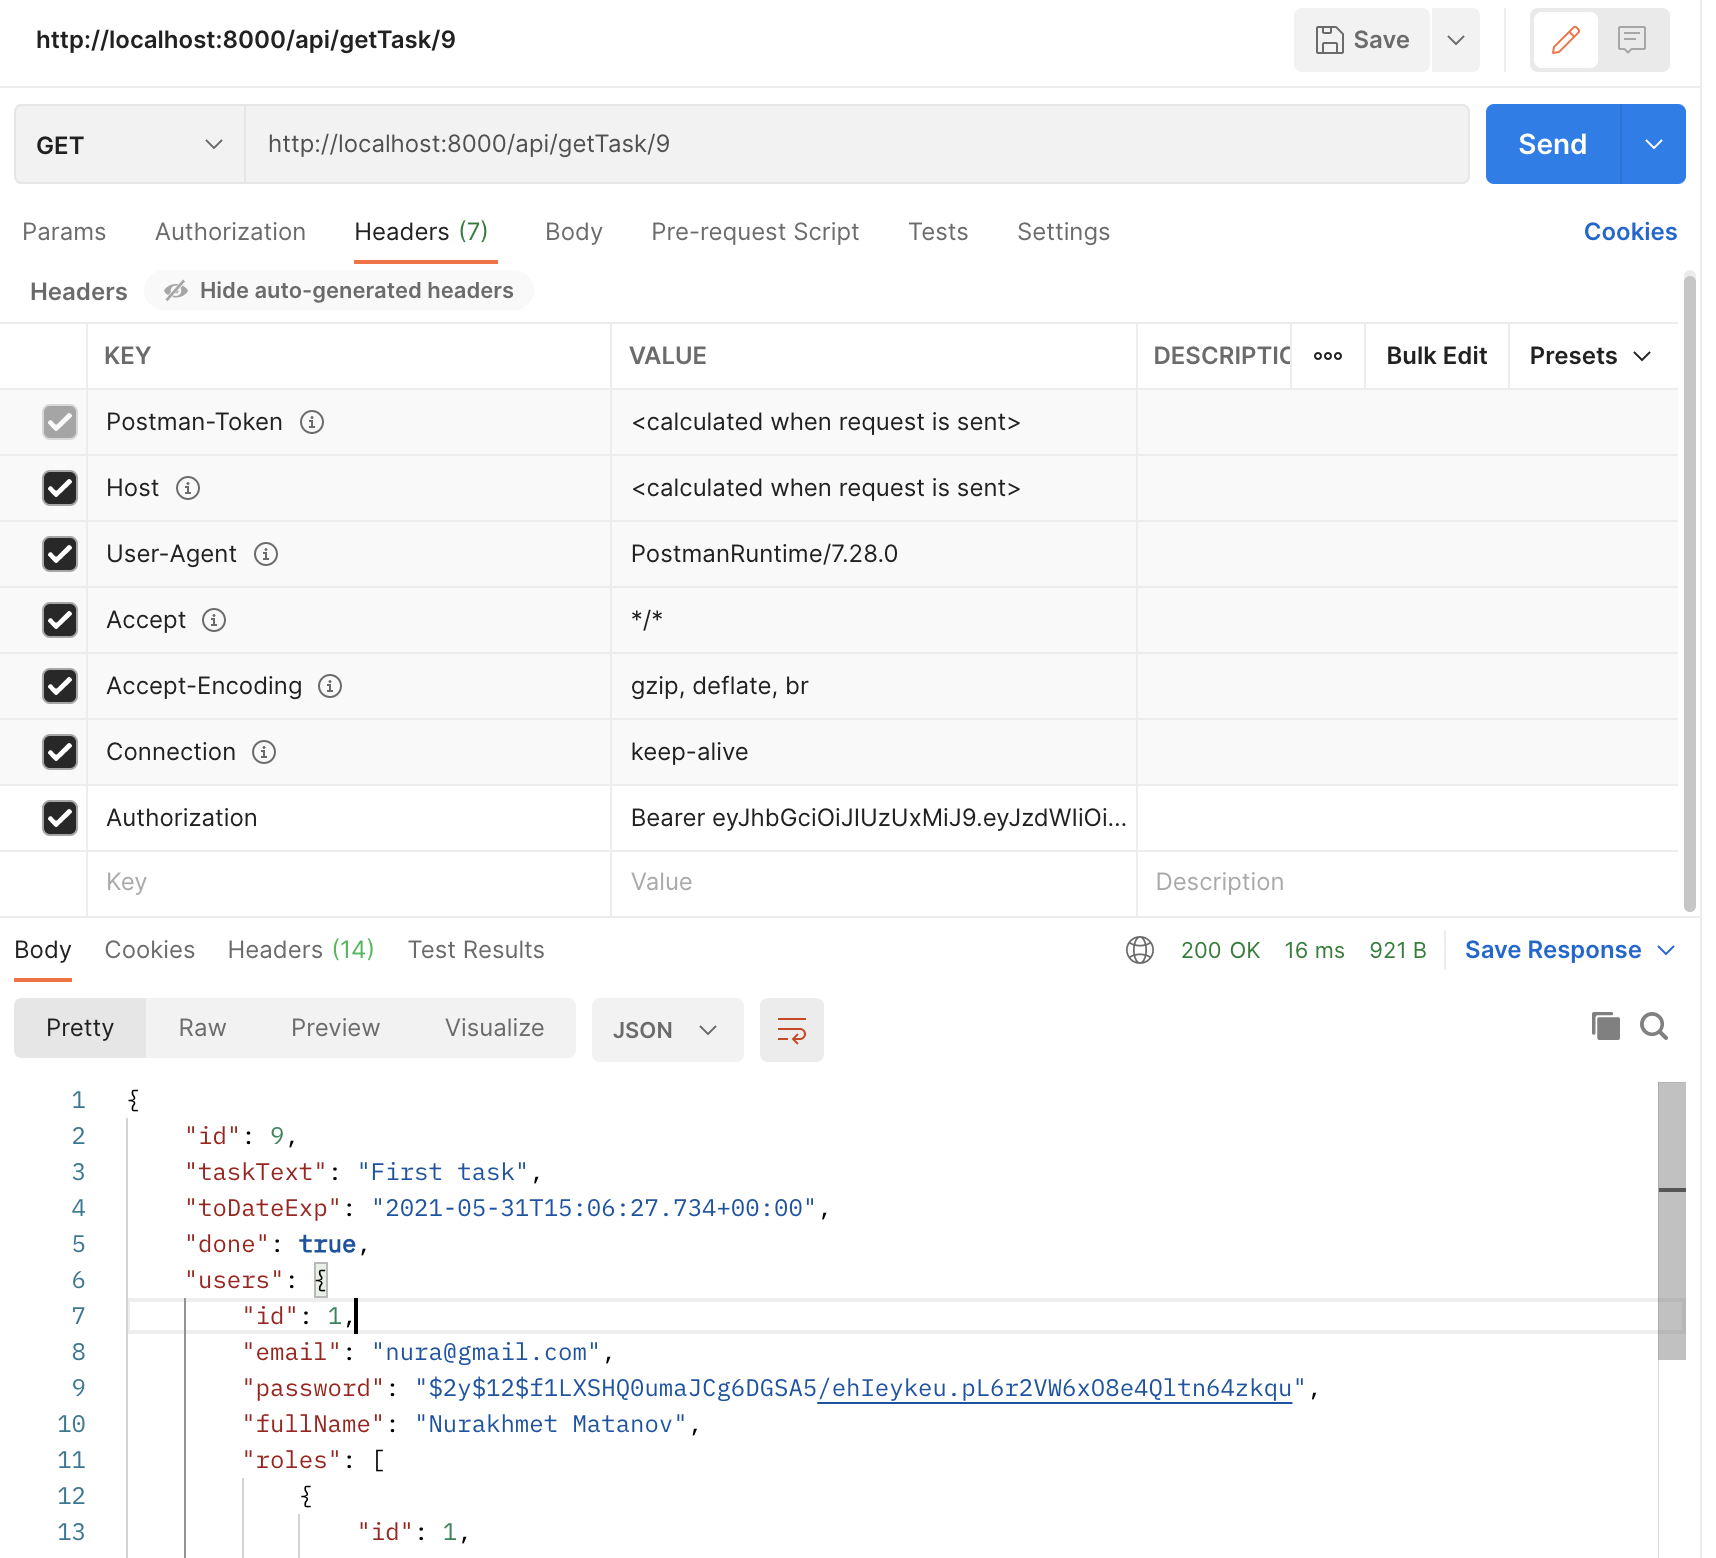 http://localhost:8000/api/getTask/9
Save
GET http://localhost:8000/api/getTask/9 Send
Params Authorization Headers (7) Body Pre-request Script Tests Settings Cookies
Headers Hide auto-generated headers
KEY VALUE DESCRIPTIO ooo Bulk Edit Presets
Postman-Token <calculated when request is sent>
Host <calculated when request is sent>
User-Agent PostmanRuntime/7.28.0
Accept */*
Accept-Encoding gzip, deflate, br
Connection keep-alive
Authorization Bearer eyJhbGciOiJIUzUxMiJ9.eyJzdWIiOi...
Key Value Description
Body Cookies Headers (14) Test Results 200 OK 16 ms 921 B Save Response
Pretty Raw Preview Visualize JSON
1 {
2 "id": 9,
3 "taskText": "First task",
4 "toDateExp": "2021-05-31T15:06:27.734+00:00",
5 "done": true,
6 "users": {
7 "id": 1,
8 "email": "nura@gmail.com",
9 "password": "$2y$12$f1LXSHQ0umaJCg6DGSA5/ehIeykeu.pL6r2VW6xO8e4Qltn64zkqu",
10 "fullName": "Nurakhmet Matanov",
11 "roles": [
12 {
13 "id": 1,